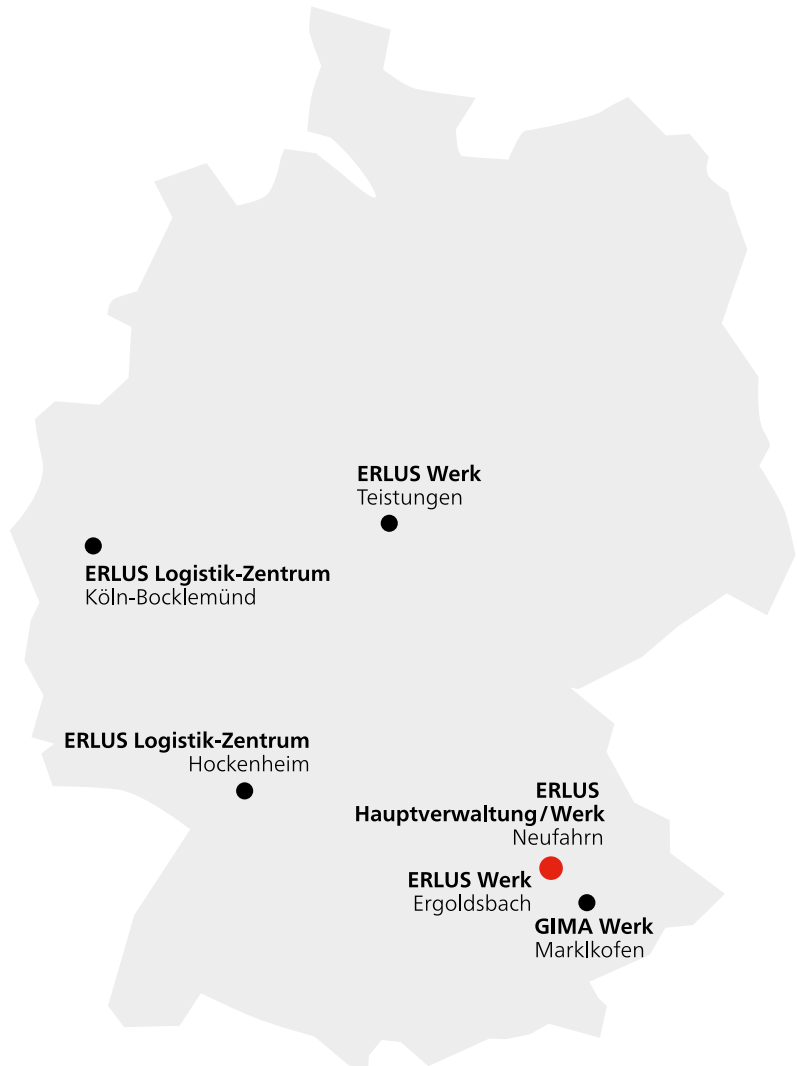 ERLUS Werk
Teistungen
ERLUS Logistik-Zentrum
Köln-Bocklemünd
ERLUS Logistik-Zentrum
Hockenheim
ERLUS
Hauptverwaltung/Werk
Neufahrn
ERLUS Werk
Ergoldsbach
GIMA Werk
Marklkofen